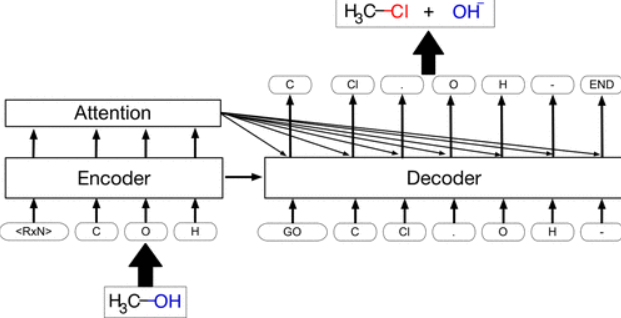 H₃C—Cl + OH⁻
C Cl . O H - END
Attention
Encoder Decoder
<RxN> C O H GO C Cl . O H -
H₃C—OH